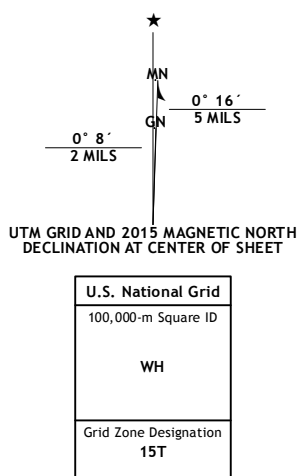 ★
MN
0° 16´
5 MILS
GN
0° 8´
2 MILS
UTM GRID AND 2015 MAGNETIC NORTH
DECLINATION AT CENTER OF SHEET
U.S. National Grid
100,000-m Square ID
WH
Grid Zone Designation
15T